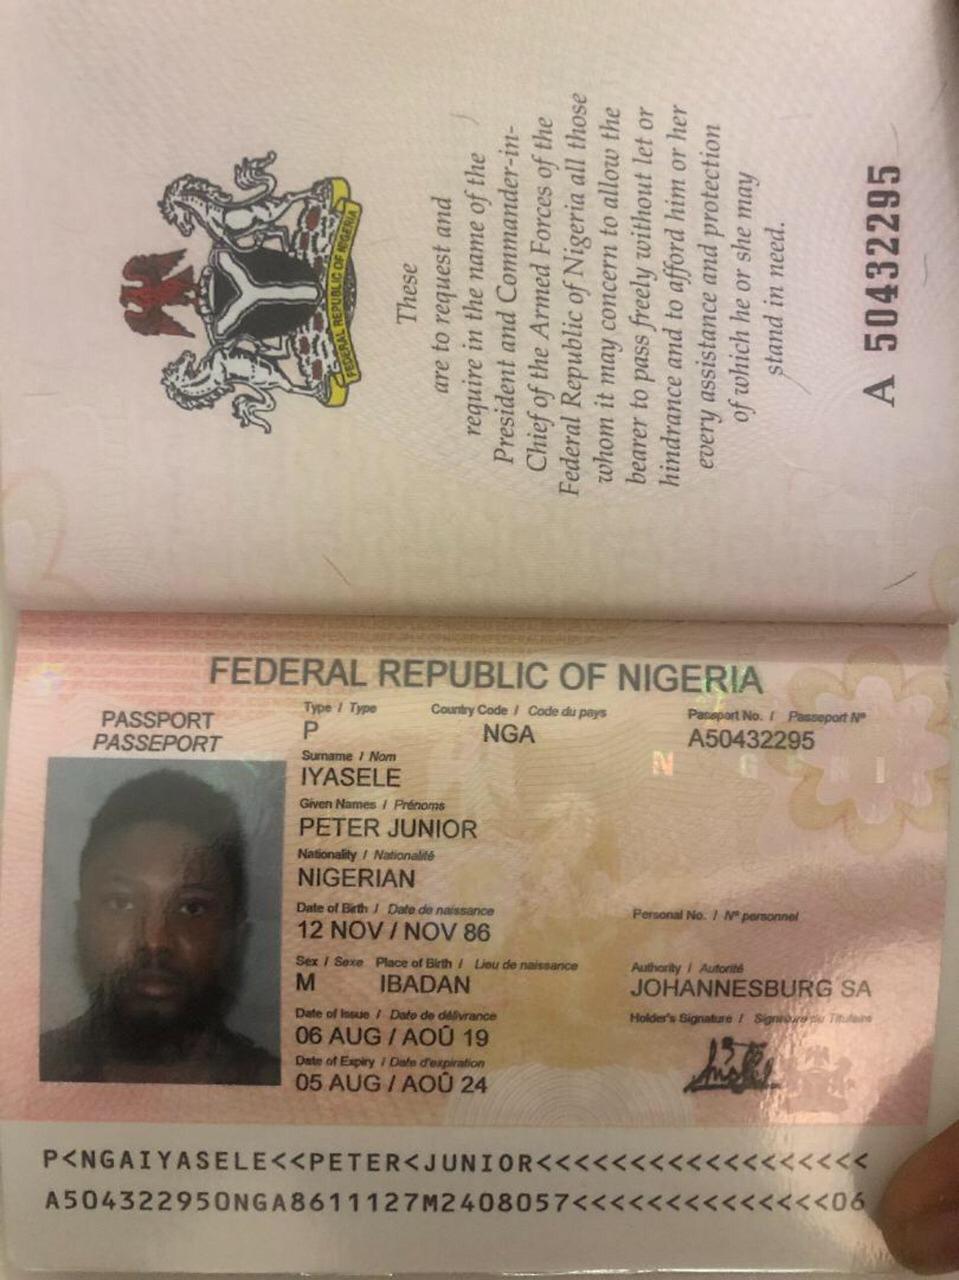 FEDERAL REPUBLIC OF NIGERIA
These
are to request and
require in the name of the
President and Commander-in-
Chief of the Armed Forces of the
Federal Republic of Nigeria all those
whom it may concern to allow the
bearer to pass freely without let or
hindrance and to afford him or her
every assistance and protection
of which he or she may
stand in need.
A 50432295
FEDERAL REPUBLIC OF NIGERIA
PASSPORT
PASSEPORT
Type / Type Country Code / Code du pays Passport No. / Passeport Nº
P NGA A50432295
Surname / Nom
IYASELE
Given Names / Prénoms
PETER JUNIOR
Nationality / Nationalité
NIGERIAN
Date of Birth / Date de naissance Personal No. / Nº personnel
12 NOV / NOV 86
Sex / Sexe Place of Birth / Lieu de naissance Authority / Autorité
M IBADAN JOHANNESBURG SA
Date of Issue / Date de délivrance Holder's Signature / Signature du Titulaire
06 AUG / AOÛ 19
Date of Expiry / Date d'expiration
05 AUG / AOÛ 24
P<NGAIYASELE<<PETER<JUNIOR<<<<<<<<<<<<<<<<<<
A504322950NGA8611127M2408057<<<<<<<<<<<<<<06